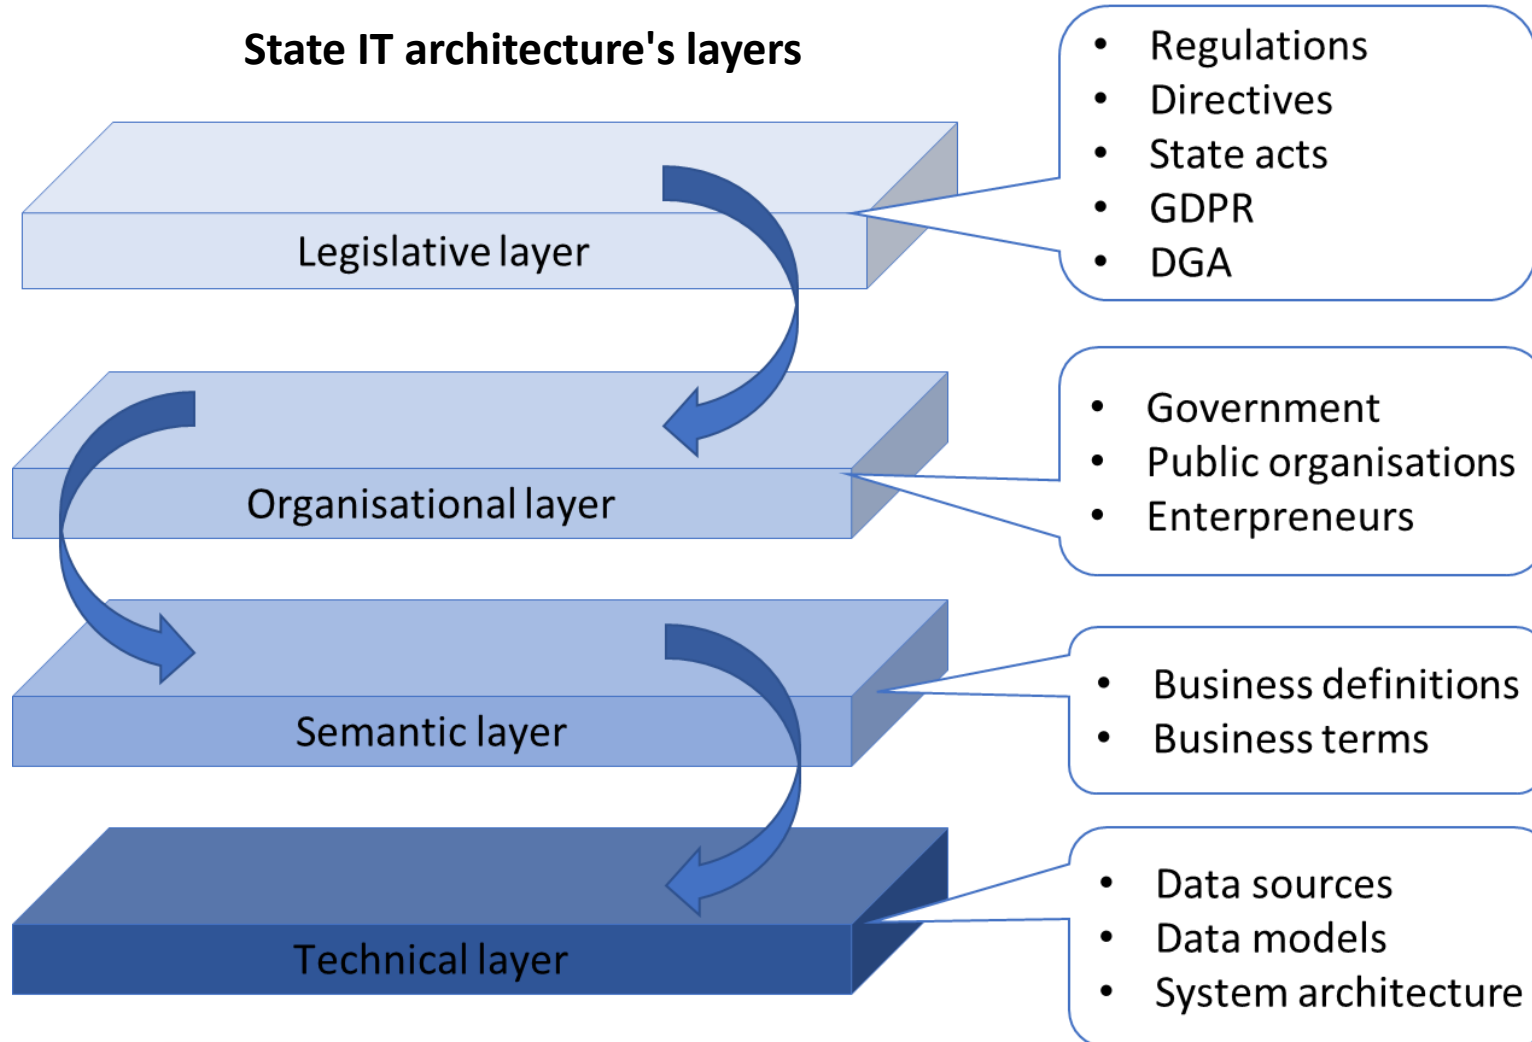 State IT architecture's layers
• Regulations
• Directives
• State acts
• GDPR
• DGA
Legislative layer
• Government
• Public organisations
• Enterpreneurs
Organisational layer
• Business definitions
• Business terms
Semantic layer
• Data sources
• Data models
• System architecture
Technical layer